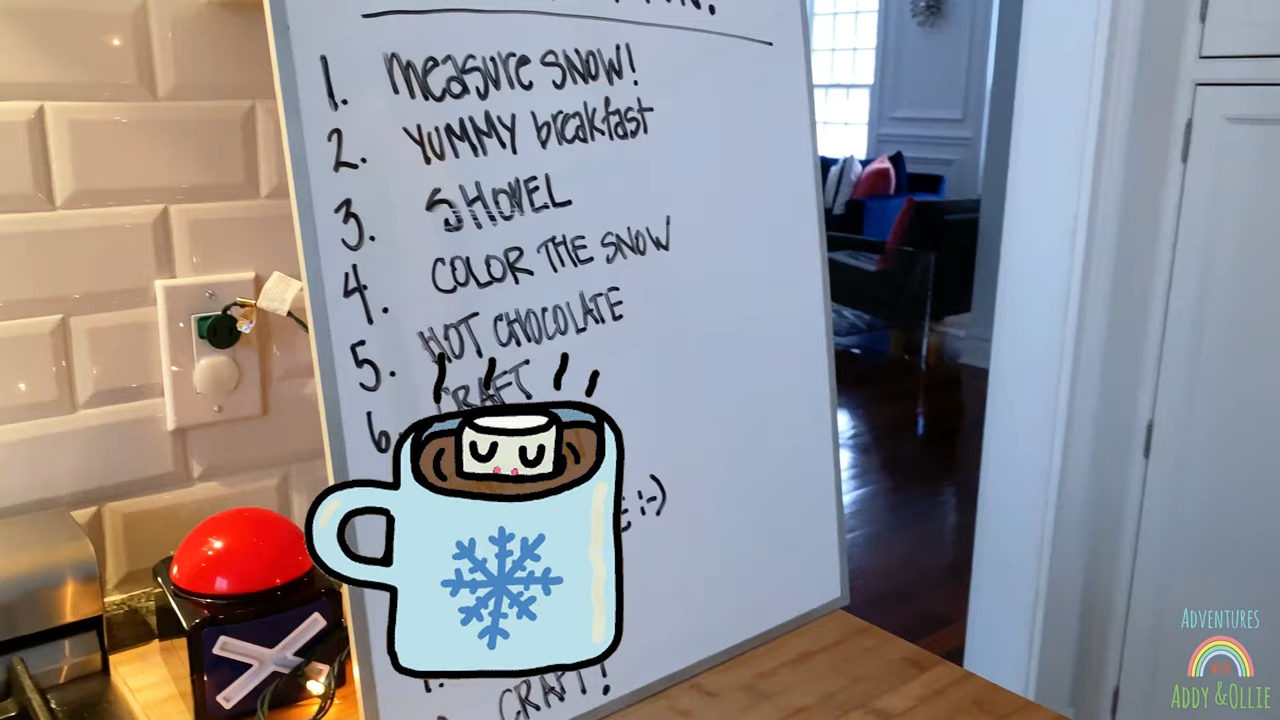 1. Measure SNOW!
2. YUMMY breakfast
3. SHOVEL
4. COLOR THE SNOW
5. HOT CHOCOLATE
6 CRAFT
:-)
CRAFT!
ADVENTURES
ADDY & OLLIE